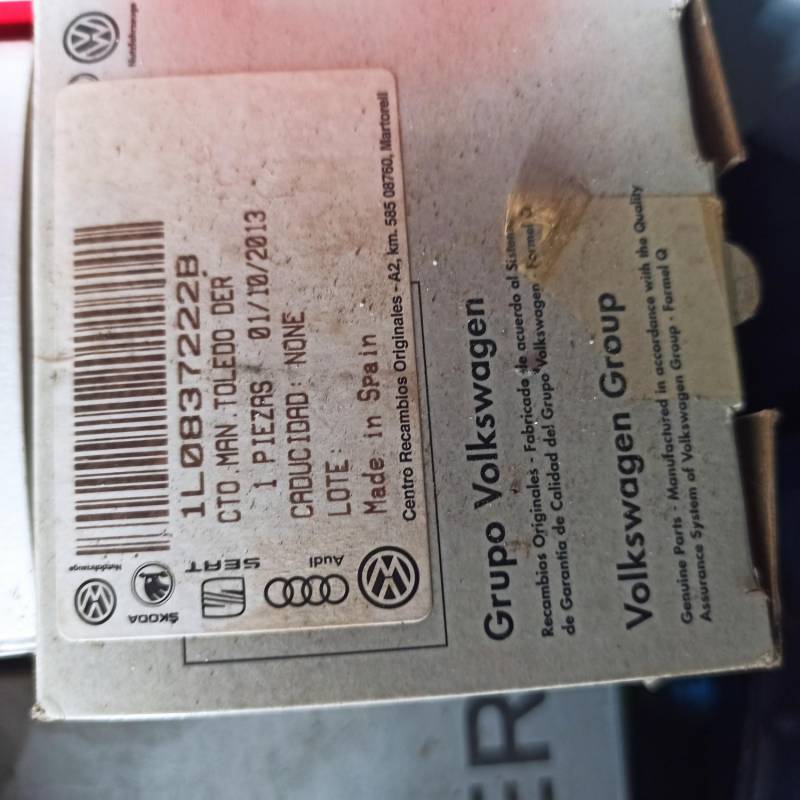 Nutzfahrzeuge
1L0837222B
CTO.MAN.TOLEDO DER.
1 PIEZAS 01/10/2013
CADUCIDAD: NONE
LOTE:
Made in Spain
Centro Recambios Originales - A2, km. 585 08760, Martorell
Nutzfahrzeuge
ŠKODA
SEAT
Audi
Grupo Volkswagen
Recambios Originales - Fabricado de acuerdo al
de Garantía de Calidad del Grupo Volkswagen - Formel Q
Volkswagen Group
Genuine Parts - Manufactured in accordance with the Quality
Assurance System of Volkswagen Group - Formel Q
ER